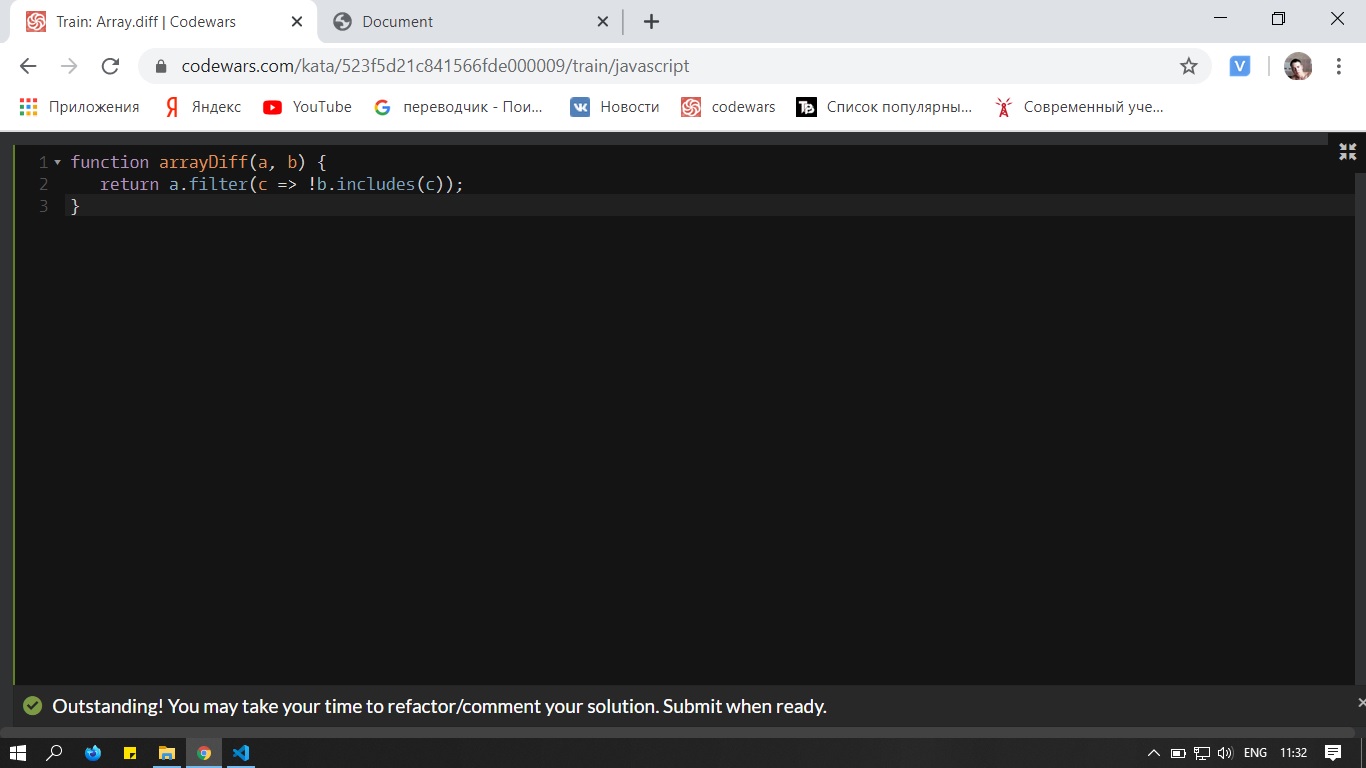 Train: Array.diff | Codewars
Document
codewars.com/kata/523f5d21c841566fde000009/train/javascript
V
Приложения
Я Яндекс
YouTube
G переводчик - Пои...
Новости
codewars
Список популярны...
Современный уче...
1 function arrayDiff(a, b) {
2 return a.filter(c => !b.includes(c));
3 }
Outstanding! You may take your time to refactor/comment your solution. Submit when ready.
ENG 11:32